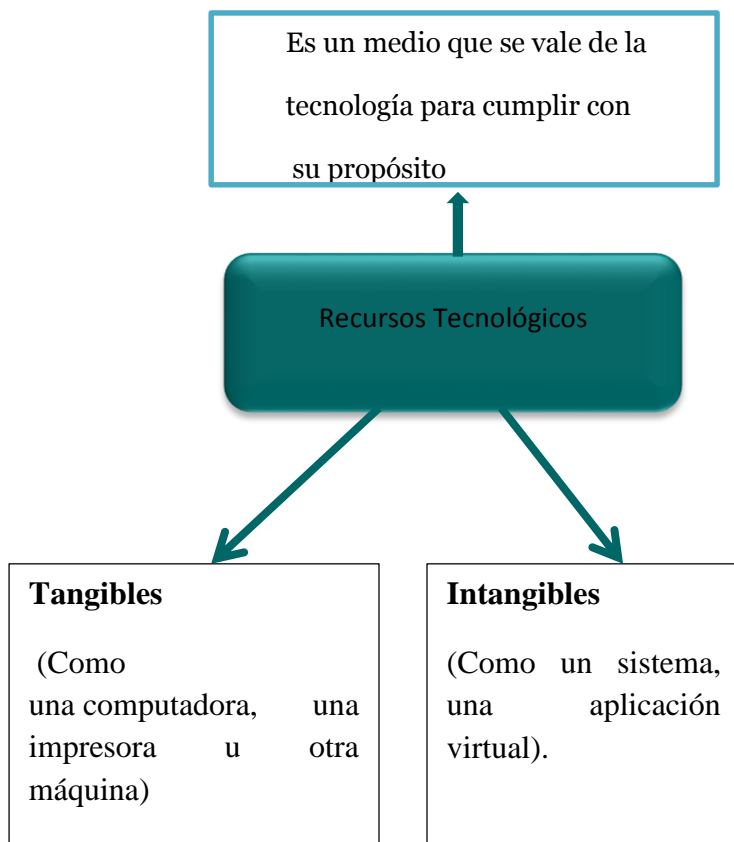 Es un medio que se vale de la
tecnología para cumplir con
su propósito
Recursos Tecnológicos
Tangibles
(Como
una computadora, una
impresora u otra
máquina)
Intangibles
(Como un sistema,
una aplicación
virtual).